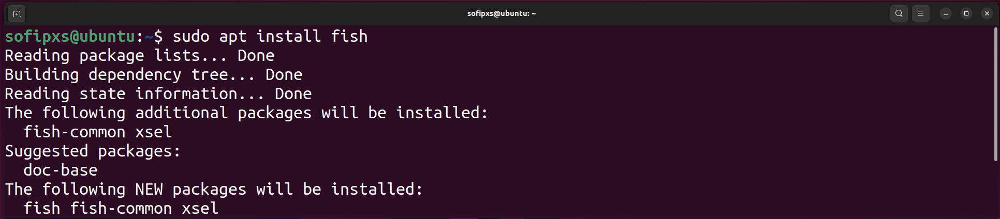 sofipxs@ubuntu: ~
sofipxs@ubuntu:~$ sudo apt install fish
Reading package lists... Done
Building dependency tree... Done
Reading state information... Done
The following additional packages will be installed:
  fish-common xsel
Suggested packages:
  doc-base
The following NEW packages will be installed:
  fish fish-common xsel